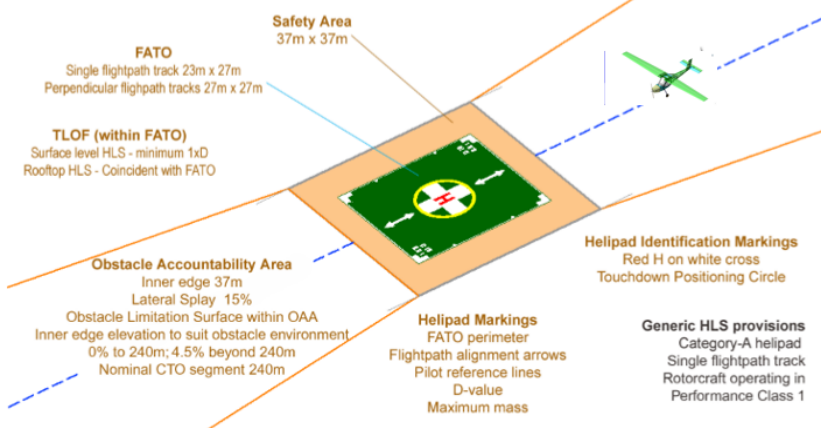 Safety Area
37m x 37m
FATO
Single flightpath track 23m x 27m
Perpendicular flighpath tracks 27m x 27m
TLOF (within FATO)
Surface level HLS - minimum 1xD
Rooftop HLS - Coincident with FATO
H
Obstacle Accountability Area
Inner edge 37m
Lateral Splay 15%
Obstacle Limitation Surface within OAA
Inner edge elevation to suit obstacle environment
0% to 240m; 4.5% beyond 240m
Nominal CTO segment 240m
Helipad Markings
FATO perimeter
Flightpath alignment arrows
Pilot reference lines
D-value
Maximum mass
Helipad Identification Markings
Red H on white cross
Touchdown Positioning Circle
Generic HLS provisions
Category-A helipad
Single flightpath track
Rotorcraft operating in
Performance Class 1